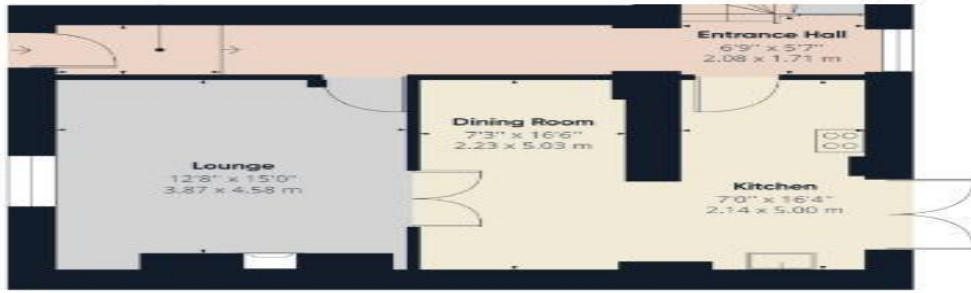 Entrance Hall
6'9" x 5'7"
2.08 x 1.71 m
Dining Room
7'3" x 16'6"
2.23 x 5.03 m
Lounge
12'8" x 15'0"
3.87 x 4.58 m
Kitchen
7'0" x 16'4"
2.14 x 5.00 m